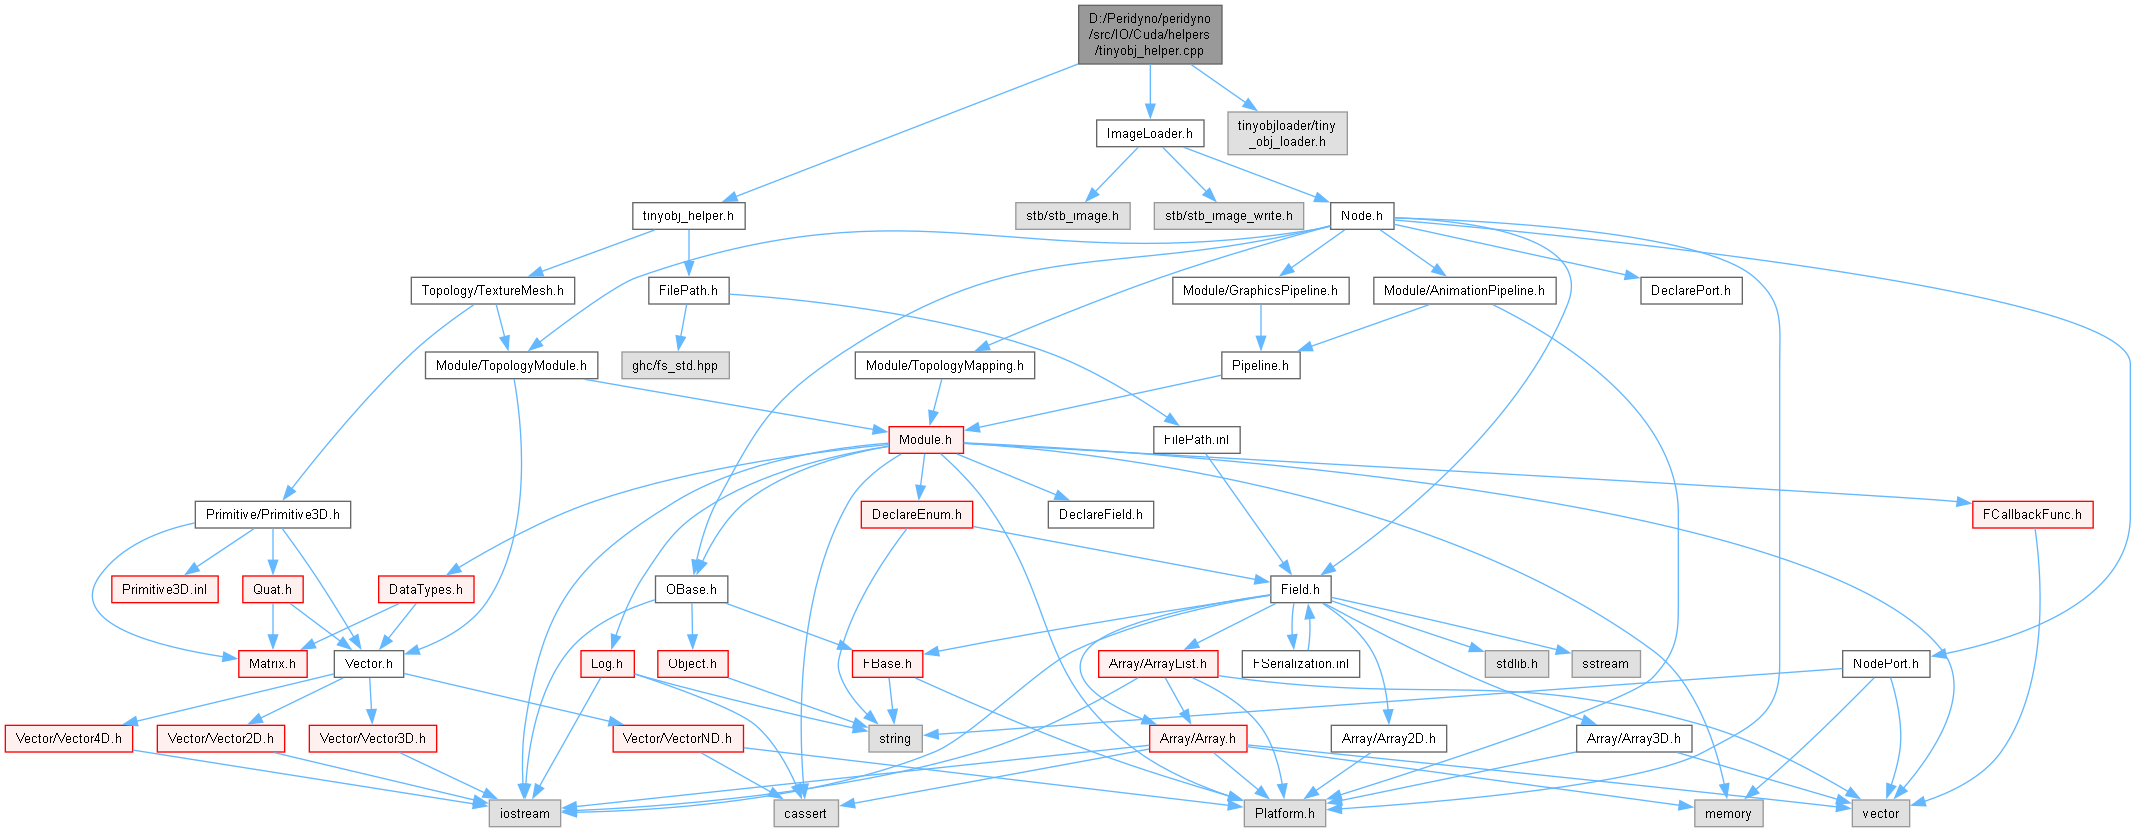 D:/Peridyno/peridyno
/src/IO/Cuda/helpers
/tinyobj_helper.cpp
ImageLoader.h
tinyobjloader/tiny
_obj_loader.h
tinyobj_helper.h
stb/stb_image.h
stb/stb_image_write.h
Node.h
Topology/TextureMesh.h
FilePath.h
Module/GraphicsPipeline.h
Module/AnimationPipeline.h
DeclarePort.h
Module/TopologyModule.h
ghc/fs_std.hpp
Module/TopologyMapping.h
Pipeline.h
Module.h
FilePath.inl
Primitive/Primitive3D.h
DeclareEnum.h
DeclareField.h
FCallbackFunc.h
Primitive3D.inl
Quat.h
DataTypes.h
OBase.h
Field.h
Matrix.h
Vector.h
Log.h
Object.h
FBase.h
Array/ArrayList.h
FSerialization.inl
stdlib.h
sstream
NodePort.h
Vector/Vector4D.h
Vector/Vector2D.h
Vector/Vector3D.h
Vector/VectorND.h
string
Array/Array.h
Array/Array2D.h
Array/Array3D.h
iostream
cassert
Platform.h
memory
vector